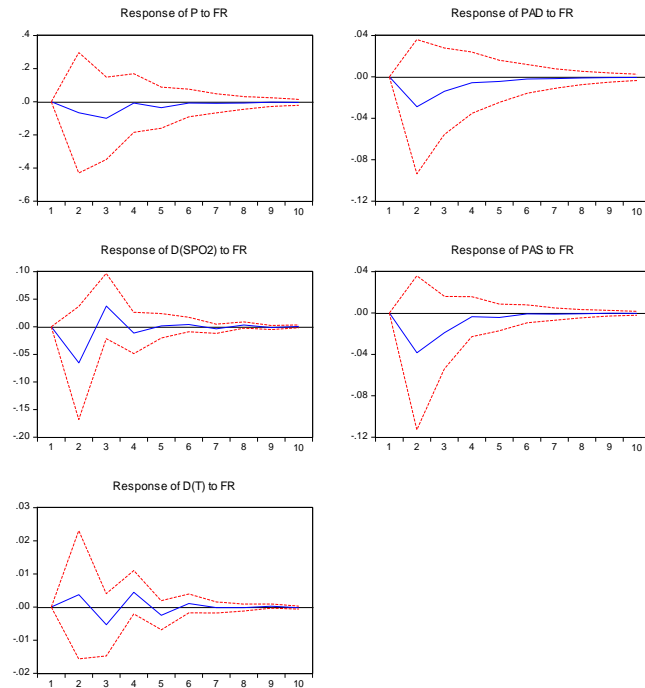 Response of P to FR
.4
.2
.0
-.2
-.4
-.6
1 2 3 4 5 6 7 8 9 10
Response of PAD to FR
.04
.00
-.04
-.08
-.12
1 2 3 4 5 6 7 8 9 10
Response of D(SPO2) to FR
.10
.05
.00
-.05
-.10
-.15
-.20
1 2 3 4 5 6 7 8 9 10
Response of PAS to FR
.04
.00
-.04
-.08
-.12
1 2 3 4 5 6 7 8 9 10
Response of D(T) to FR
.03
.02
.01
.00
-.01
-.02
1 2 3 4 5 6 7 8 9 10